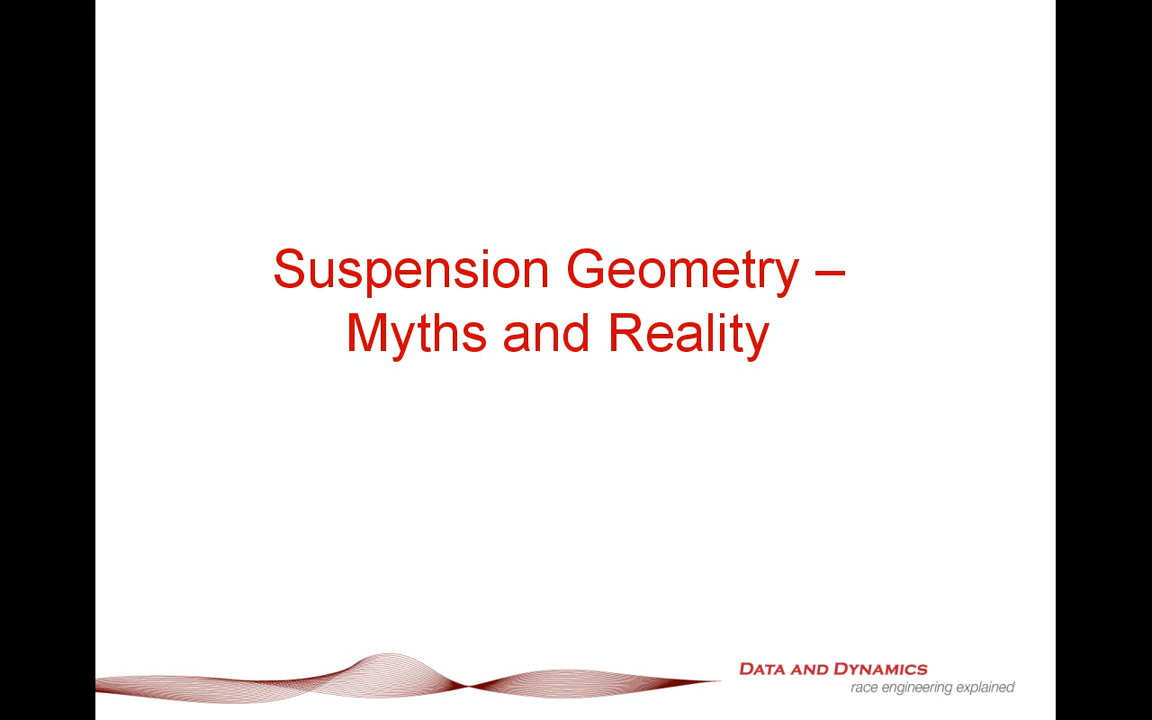 Suspension Geometry –
Myths and Reality
DATA AND DYNAMICS
race engineering explained